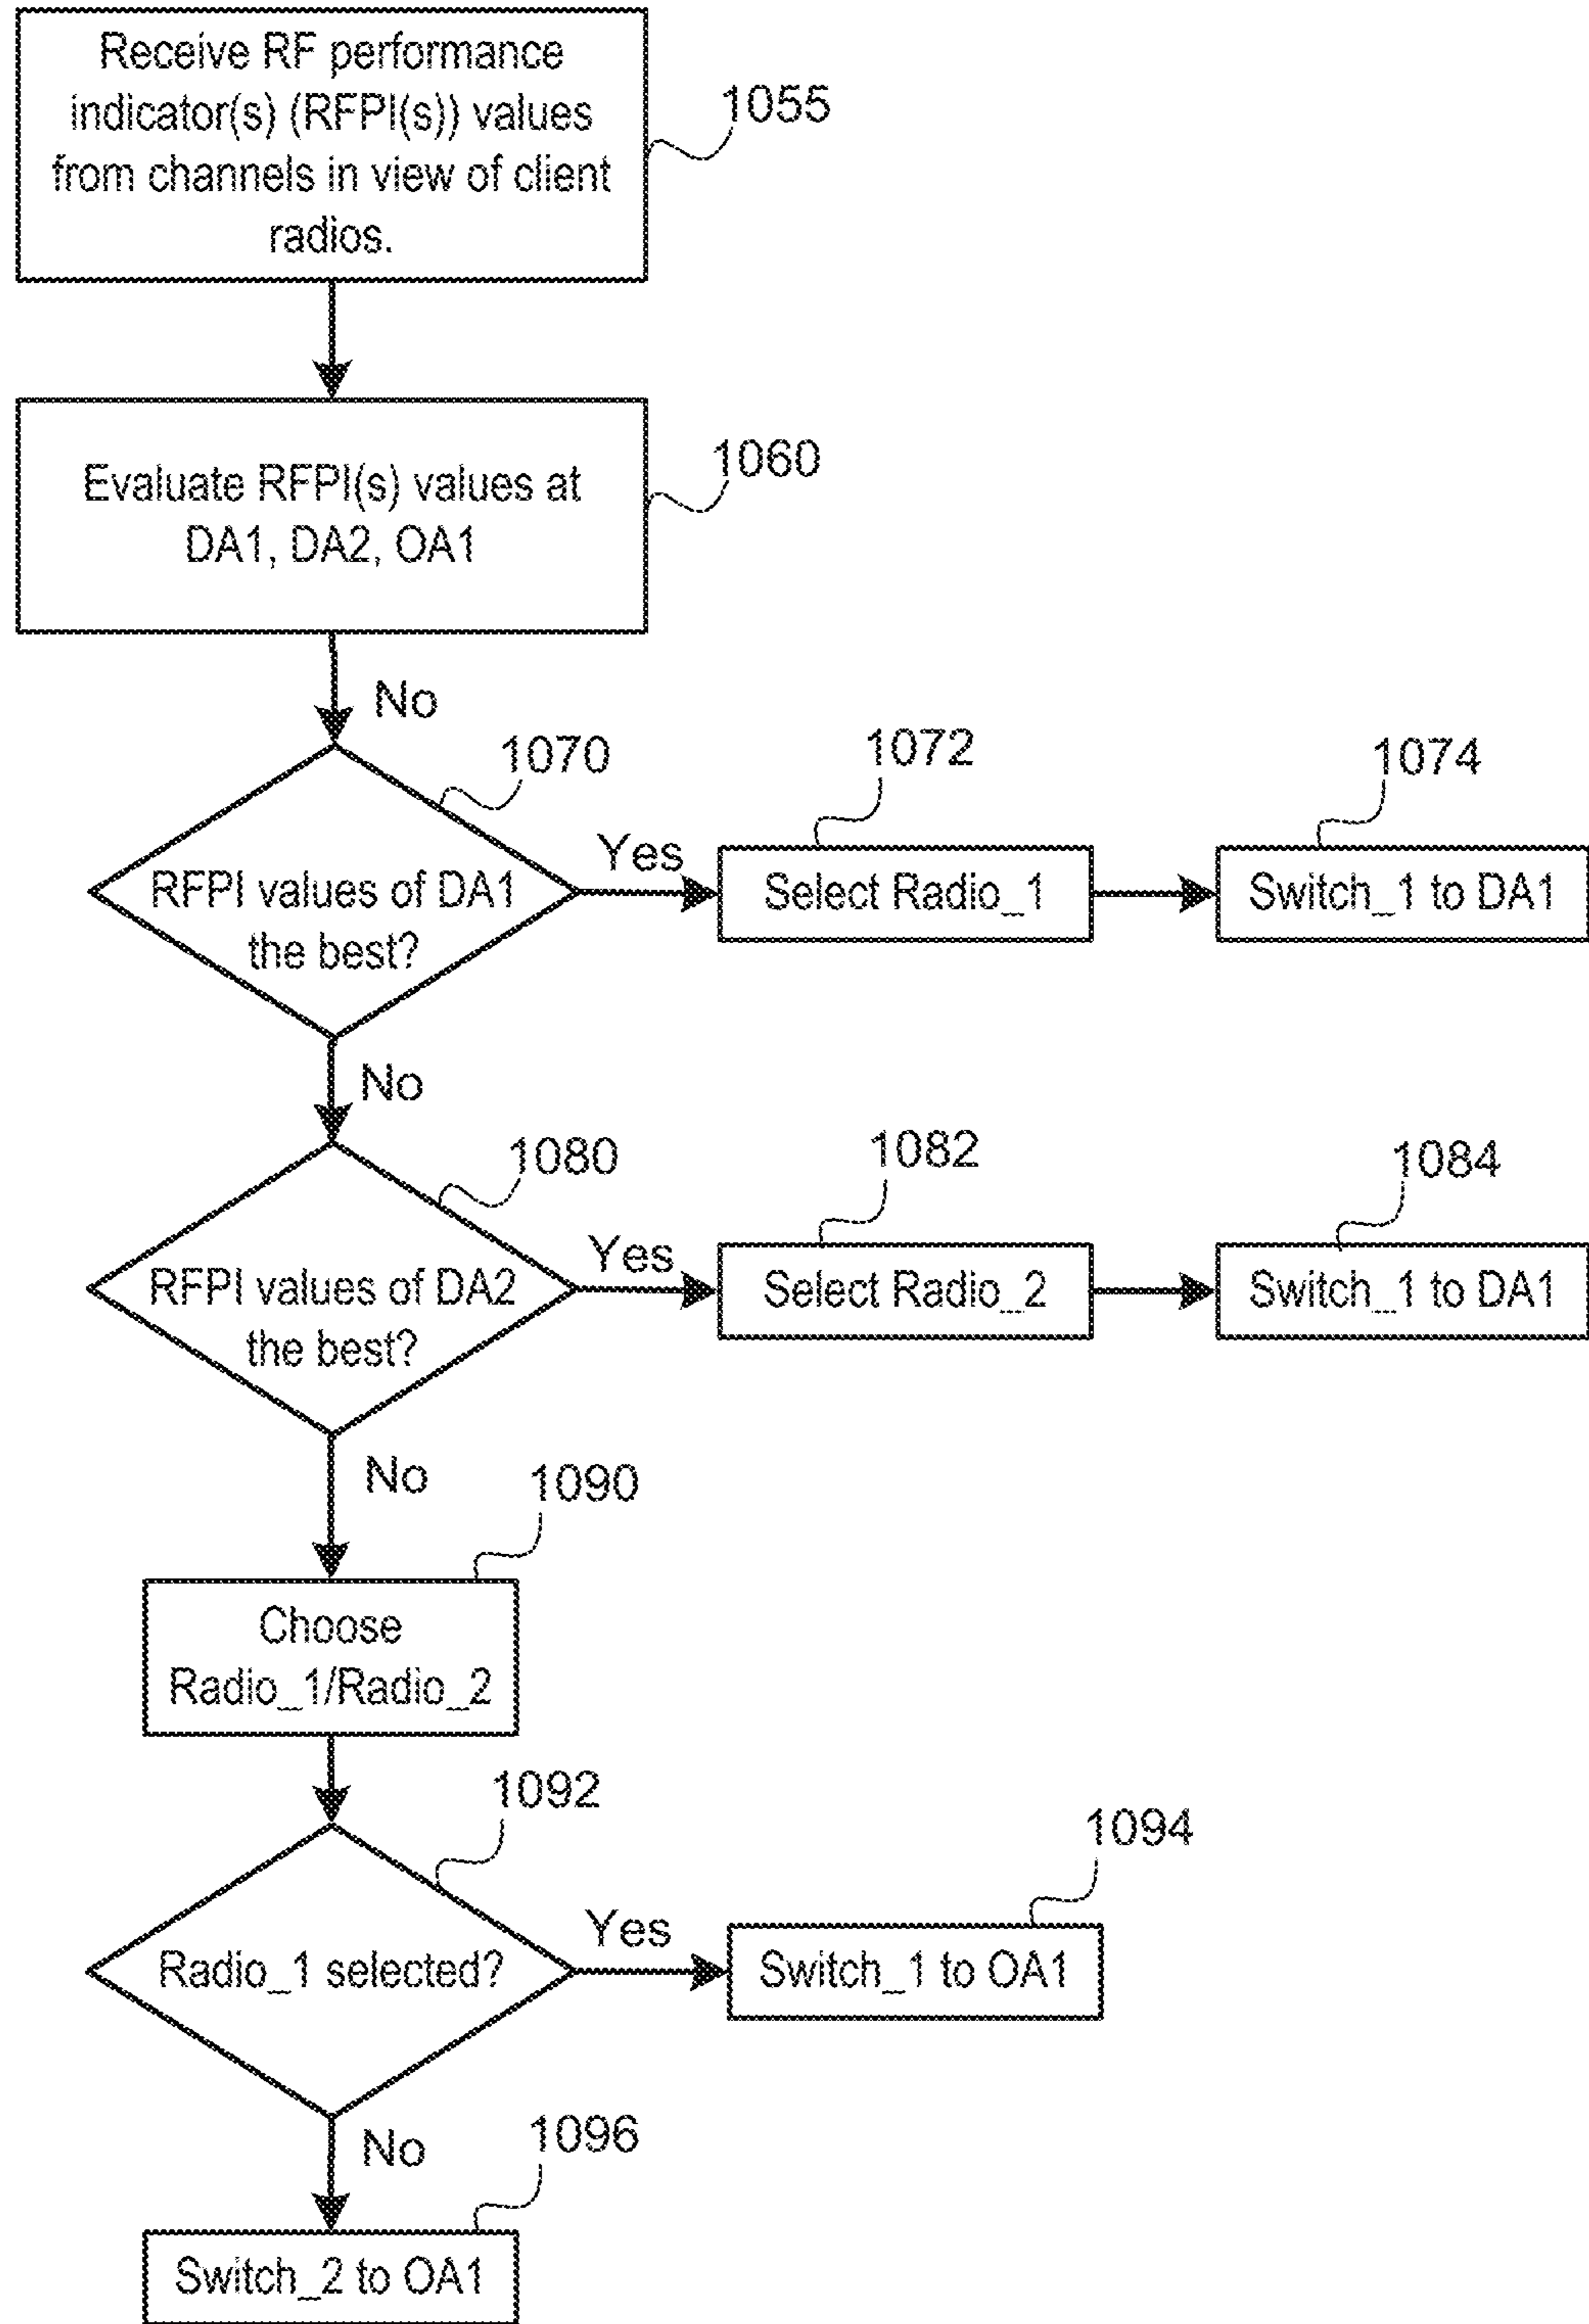 Receive RF performance
indicator(s) (RFPI(s)) values
from channels in view of client
radios.
1055
Evaluate RFPI(s) values at
DA1, DA2, OA1
1060
No
1070
RFPI values of DA1
the best?
Yes
1072
Select Radio_1
1074
Switch_1 to DA1
No
1080
RFPI values of DA2
the best?
Yes
1082
Select Radio_2
1084
Switch_1 to DA1
No
1090
Choose
Radio_1/Radio_2
1092
Radio_1 selected?
Yes
1094
Switch_1 to OA1
No
1096
Switch_2 to OA1